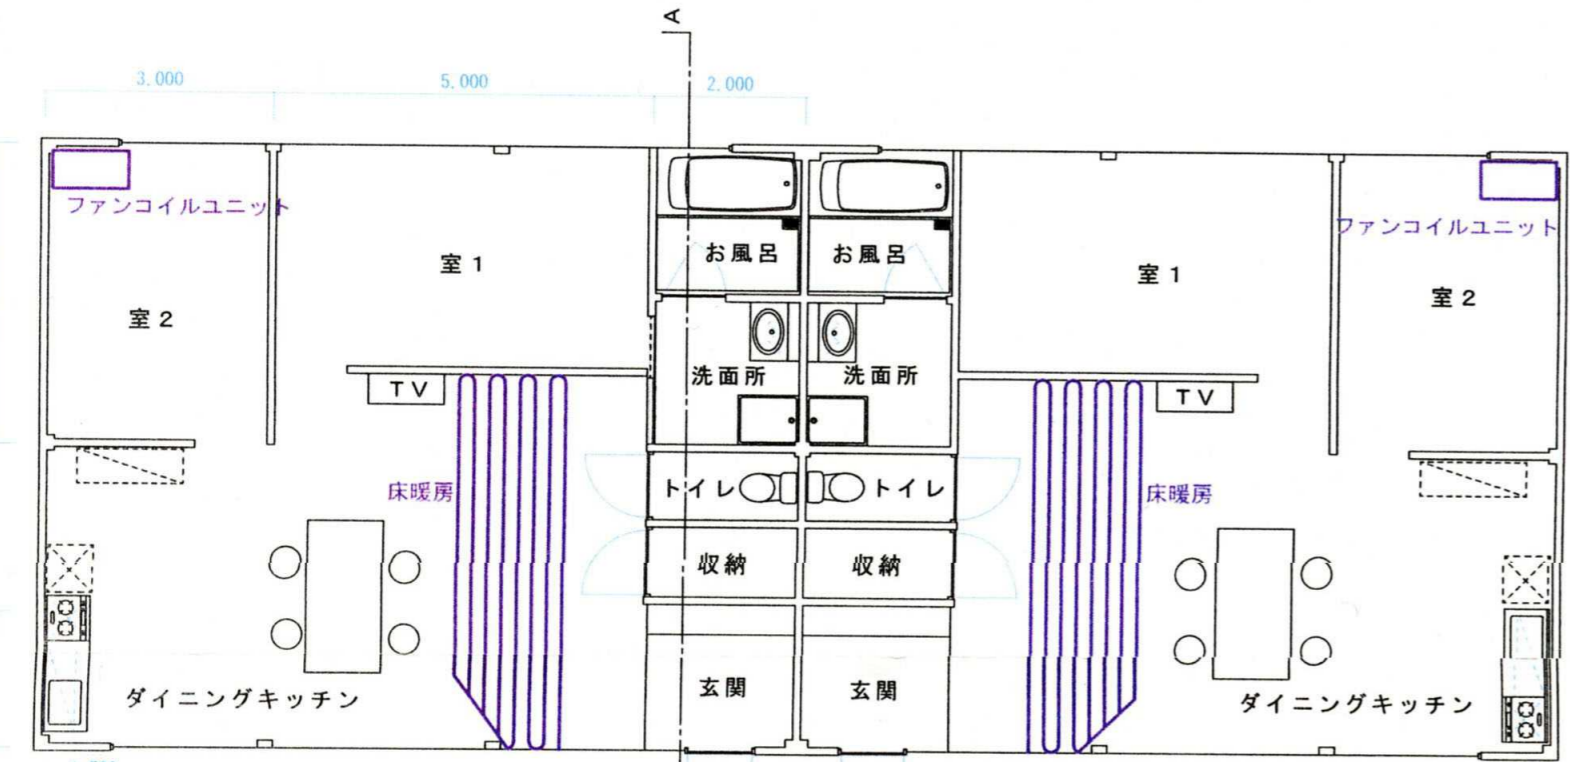 A
3.000
5.000
2.000
ファンコイルユニット
ファンコイルユニット
お風呂
お風呂
室1
室1
室2
室2
洗面所
洗面所
TV
TV
床暖房
トイレ
トイレ
床暖房
収納
収納
玄関
玄関
ダイニングキッチン
ダイニングキッチン